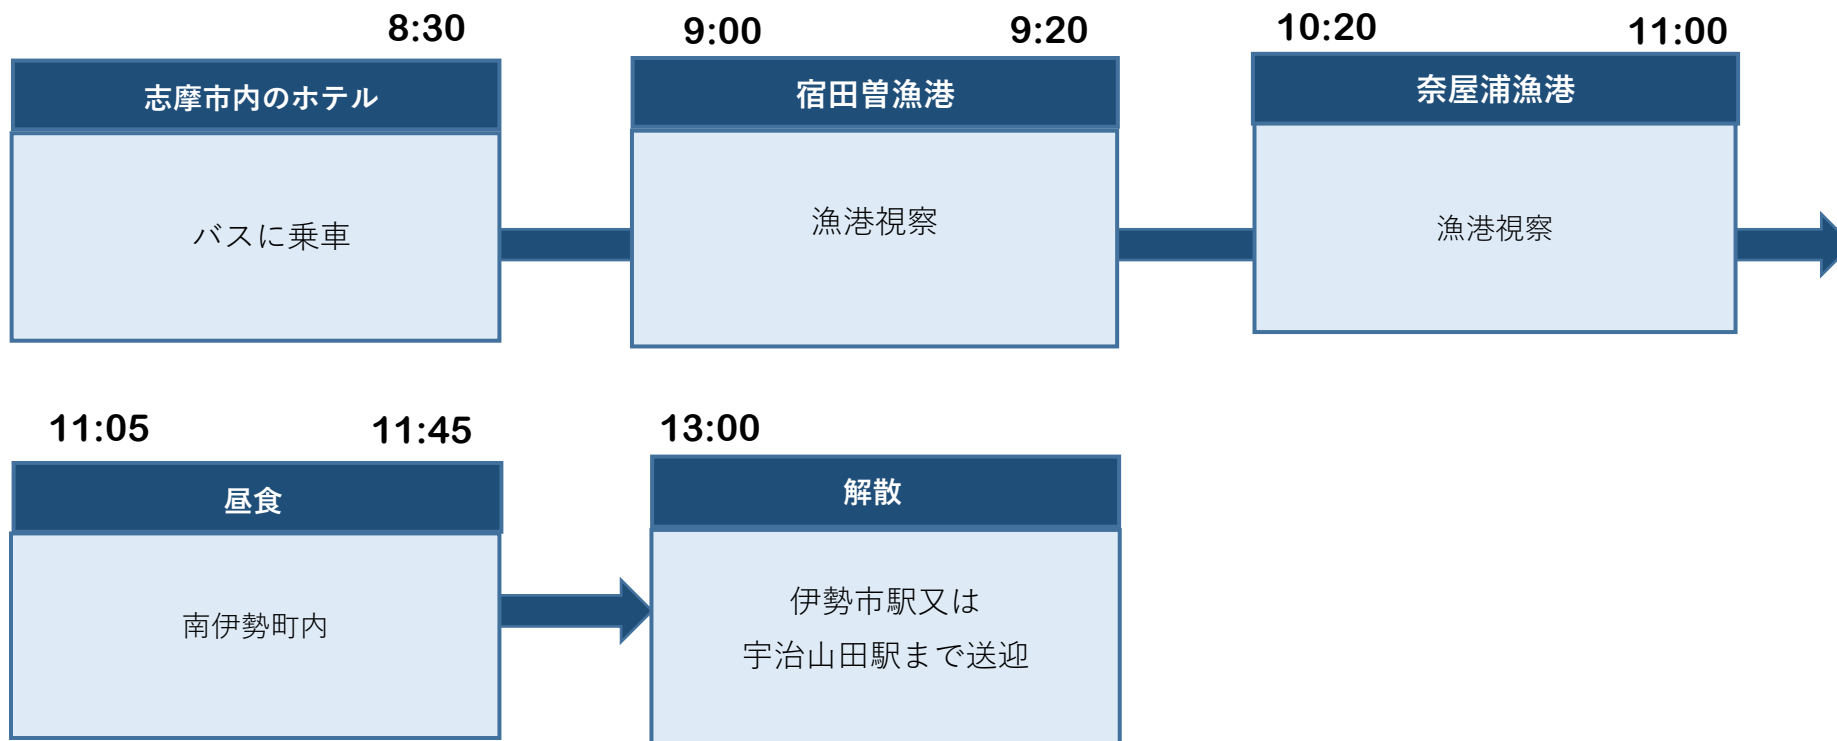 8:30
志摩市内のホテル
バスに乗車
9:00
9:20
宿田曽漁港
漁港視察
10:20
11:00
奈屋浦漁港
漁港視察
11:05
11:45
昼食
南伊勢町内
13:00
解散
伊勢市駅又は
宇治山田駅まで送迎